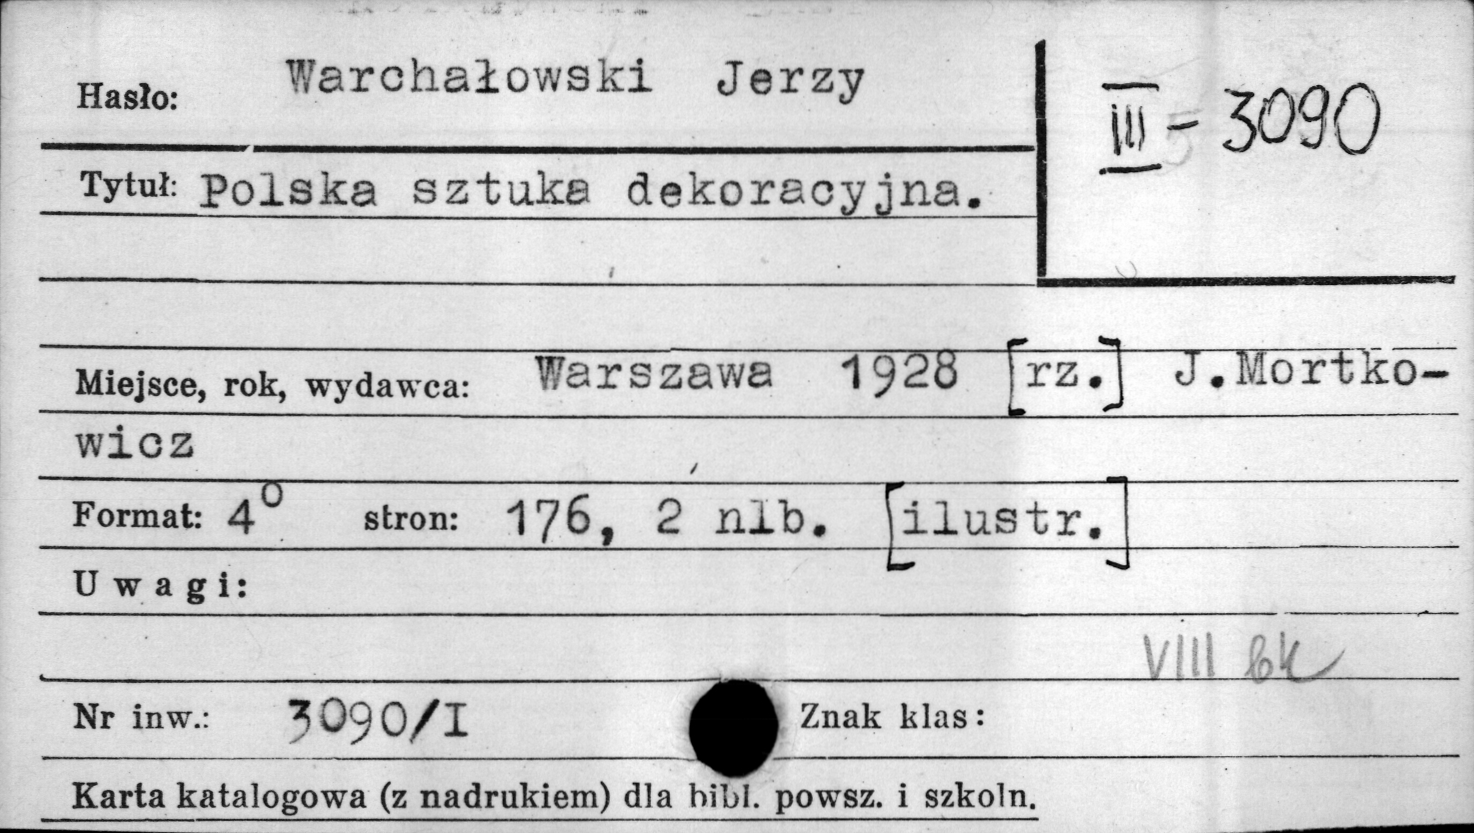 Hasło: Warchałowski Jerzy
III - 3090
Tytuł: Polska sztuka dekoracyjna.
Miejsce, rok, wydawca: Warszawa 1928 [rz.] J.Mortko-
wicz
Format: 4° stron: 176, 2 nlb. [ilustr.]
Uwagi:
VIII
Nr inw.: 3090/I Znak klas:
Karta katalogowa (z nadrukiem) dla bibl. powsz. i szkoln.